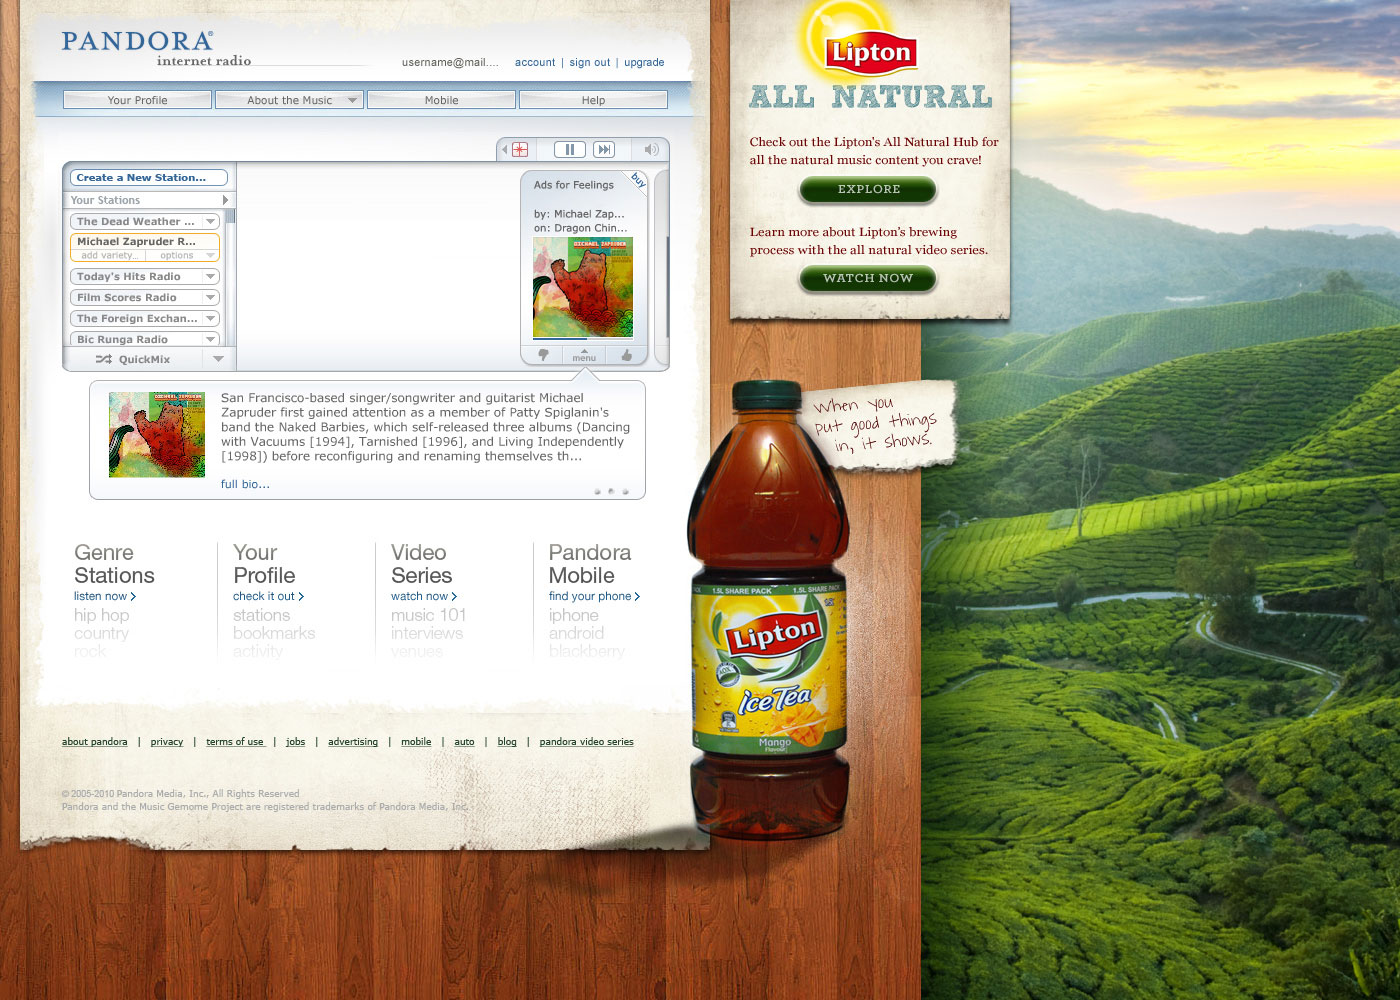 PANDORA®
internet radio
username@mail.... account | sign out | upgrade
Your Profile
About the Music
Mobile
Help
Create a New Station...
Your Stations
The Dead Weather ...
Michael Zapruder R...
add variety... options
Today's Hits Radio
Film Scores Radio
The Foreign Exchan...
Bic Runga Radio
QuickMix
Ads for Feelings
buy
by: Michael Zap...
on: Dragon Chin...
MICHAEL ZAPRUDER
menu
San Francisco-based singer/songwriter and guitarist Michael
Zapruder first gained attention as a member of Patty Spiglanin's
band the Naked Barbies, which self-released three albums (Dancing
with Vacuums [1994], Tarnished [1996], and Living Independently
[1998]) before reconfiguring and renaming themselves th...
full bio...
Genre
Stations
listen now
hip hop
country
rock
Your
Profile
check it out
stations
bookmarks
activity
Video
Series
watch now
music 101
interviews
venues
Pandora
Mobile
find your phone
iphone
android
blackberry
about pandora | privacy | terms of use | jobs | advertising | mobile | auto | blog | pandora video series
© 2005-2010 Pandora Media, Inc., All Rights Reserved
Pandora and the Music Gemome Project are registered trademarks of Pandora Media, Inc.
Lipton
ALL NATURAL
Check out the Lipton's All Natural Hub for
all the natural music content you crave!
EXPLORE
Learn more about Lipton's brewing
process with the all natural video series.
WATCH NOW
When you
put good things
in, it shows.
1.5L SHARE PACK
1.5L SHARE PACK
Lipton
ice Tea
Mango
Flavour